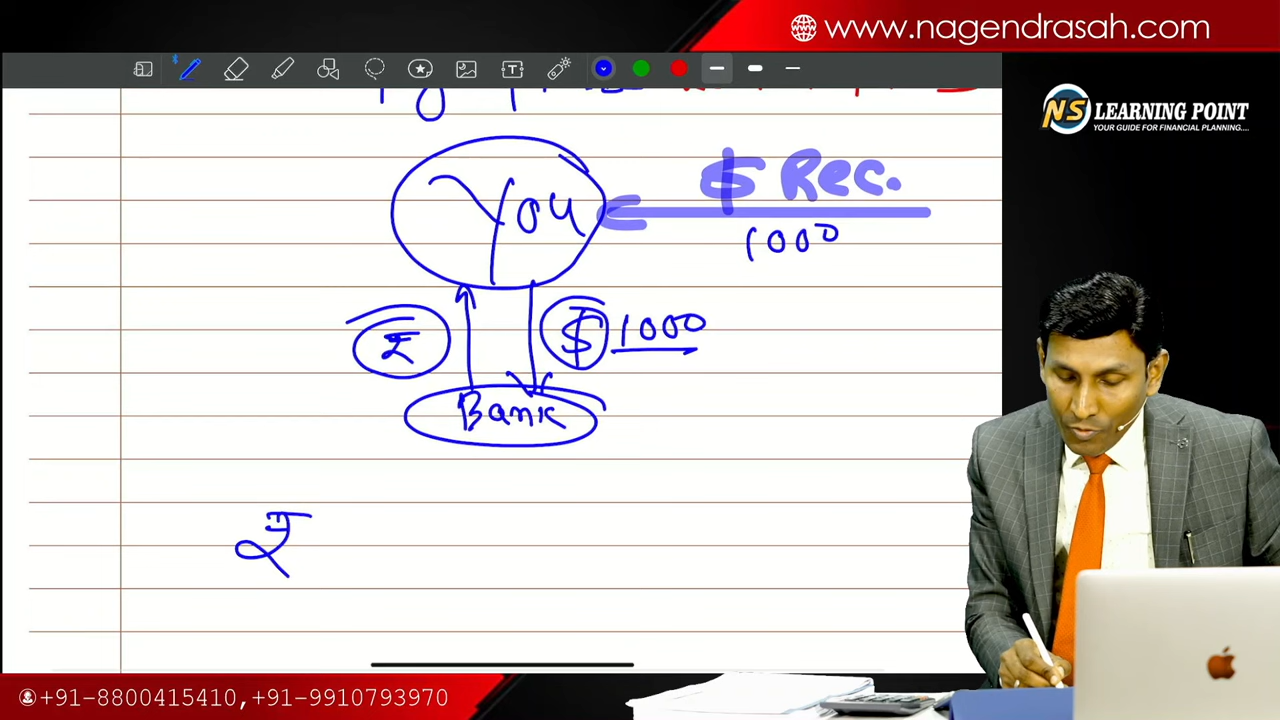 www.nagendrasah.com
NS LEARNING POINT
YOUR GUIDE FOR FINANCIAL PLANNING....
$ Rec.
You
1000
₹
$ 1000
Bank
₹
+91-8800415410,+91-9910793970